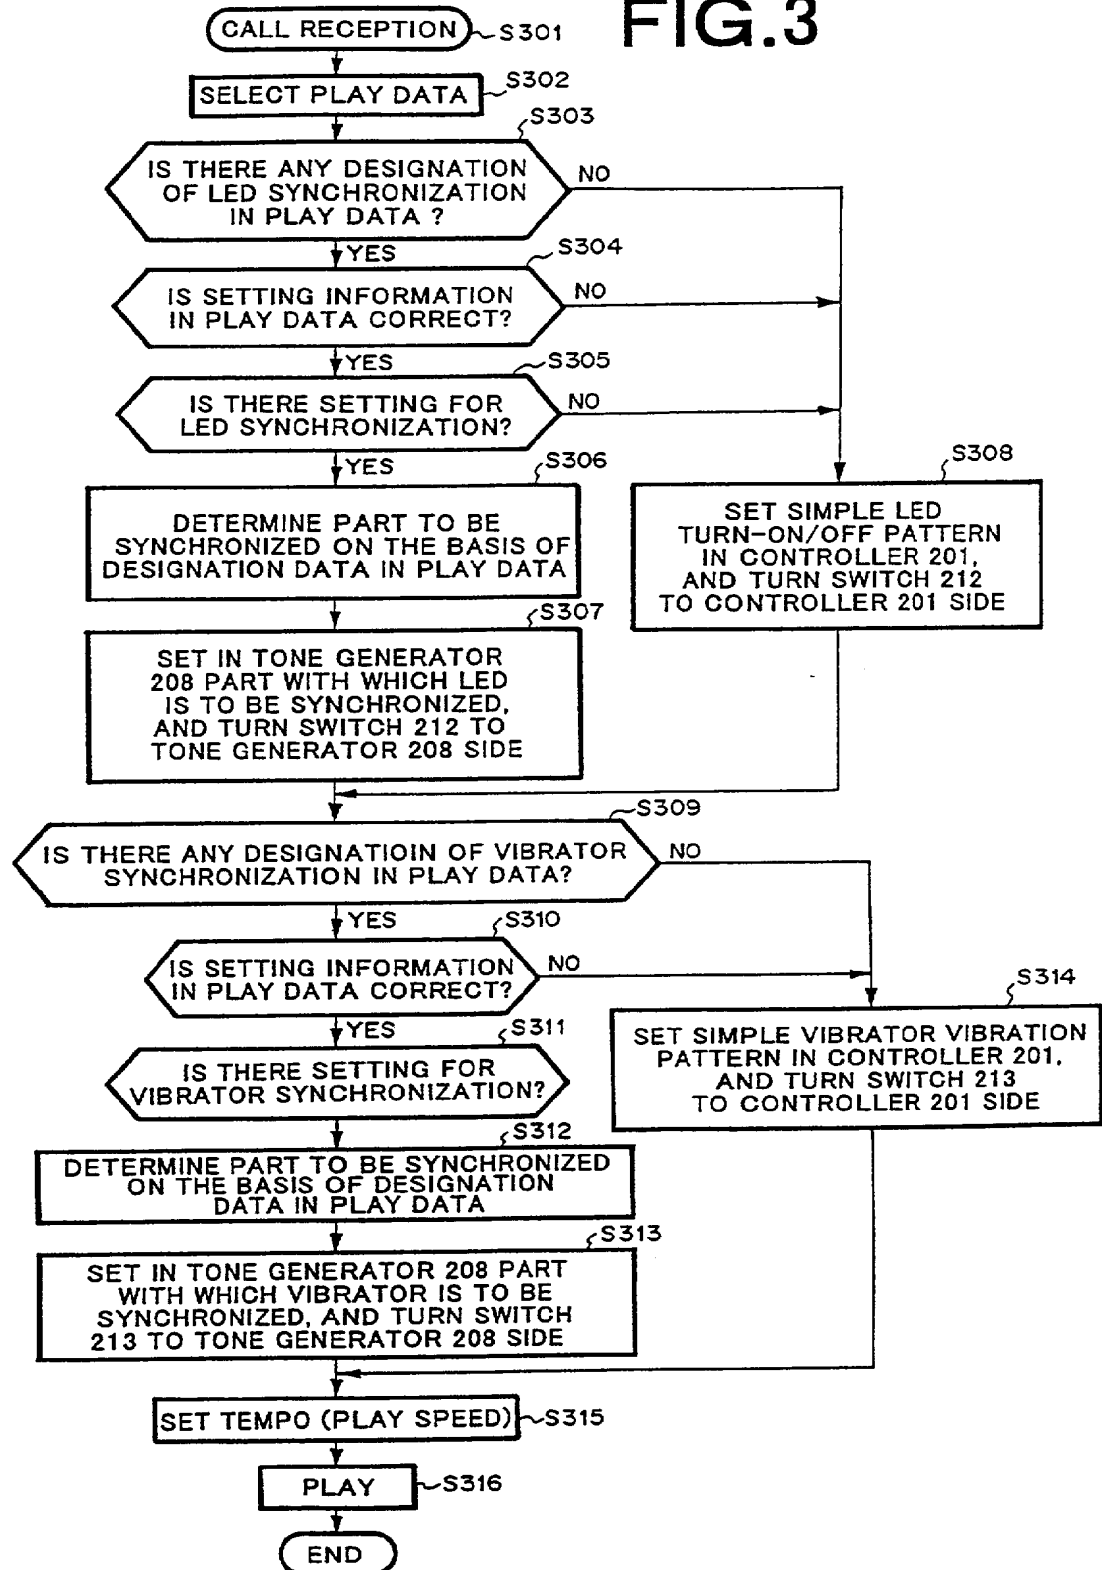 FIG.3
CALL RECEPTION
S301
SELECT PLAY DATA
S302
S303
IS THERE ANY DESIGNATION
OF LED SYNCHRONIZATION
IN PLAY DATA ?
NO
YES
S304
IS SETTING INFORMATION
IN PLAY DATA CORRECT?
NO
YES
S305
IS THERE SETTING FOR
LED SYNCHRONIZATION?
NO
YES
S306
DETERMINE PART TO BE
SYNCHRONIZED ON THE BASIS OF
DESIGNATION DATA IN PLAY DATA
S308
SET SIMPLE LED
TURN-ON/OFF PATTERN
IN CONTROLLER 201,
AND TURN SWITCH 212
TO CONTROLLER 201 SIDE
S307
SET IN TONE GENERATOR
208 PART WITH WHICH LED
IS TO BE SYNCHRONIZED,
AND TURN SWITCH 212 TO
TONE GENERATOR 208 SIDE
S309
IS THERE ANY DESIGNATIOIN OF VIBRATOR
SYNCHRONIZATION IN PLAY DATA?
NO
YES
S310
IS SETTING INFORMATION
IN PLAY DATA CORRECT?
NO
YES
S311
IS THERE SETTING FOR
VIBRATOR SYNCHRONIZATION?
S314
SET SIMPLE VIBRATOR VIBRATION
PATTERN IN CONTROLLER 201,
AND TURN SWITCH 213
TO CONTROLLER 201 SIDE
S312
DETERMINE PART TO BE SYNCHRONIZED
ON THE BASIS OF DESIGNATION
DATA IN PLAY DATA
S313
SET IN TONE GENERATOR 208 PART
WITH WHICH VIBRATOR IS TO BE
SYNCHRONIZED, AND TURN SWITCH
213 TO TONE GENERATOR 208 SIDE
SET TEMPO (PLAY SPEED)
S315
PLAY
S316
END